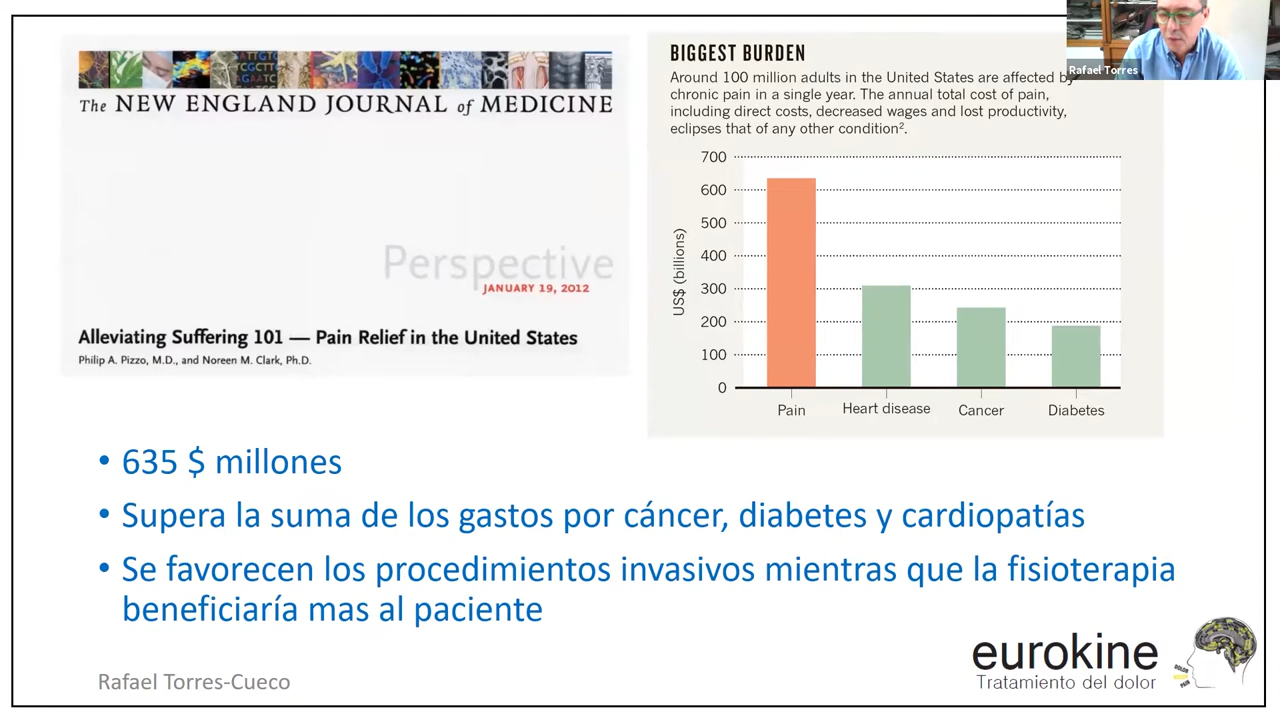 The NEW ENGLAND JOURNAL of MEDICINE
Perspective
JANUARY 19, 2012
Alleviating Suffering 101 — Pain Relief in the United States
Philip A. Pizzo, M.D., and Noreen M. Clark, Ph.D.
BIGGEST BURDEN
Around 100 million adults in the United States are affected by
chronic pain in a single year. The annual total cost of pain,
including direct costs, decreased wages and lost productivity,
eclipses that of any other condition².
US$ (billions)
700
600
500
400
300
200
100
0
Pain
Heart disease
Cancer
Diabetes
Rafael Torres
• 635 $ millones
• Supera la suma de los gastos por cáncer, diabetes y cardiopatías
• Se favorecen los procedimientos invasivos mientras que la fisioterapia
beneficiaría mas al paciente
Rafael Torres-Cueco
eurokine
Tratamiento del dolor
DOLOR
PAIN